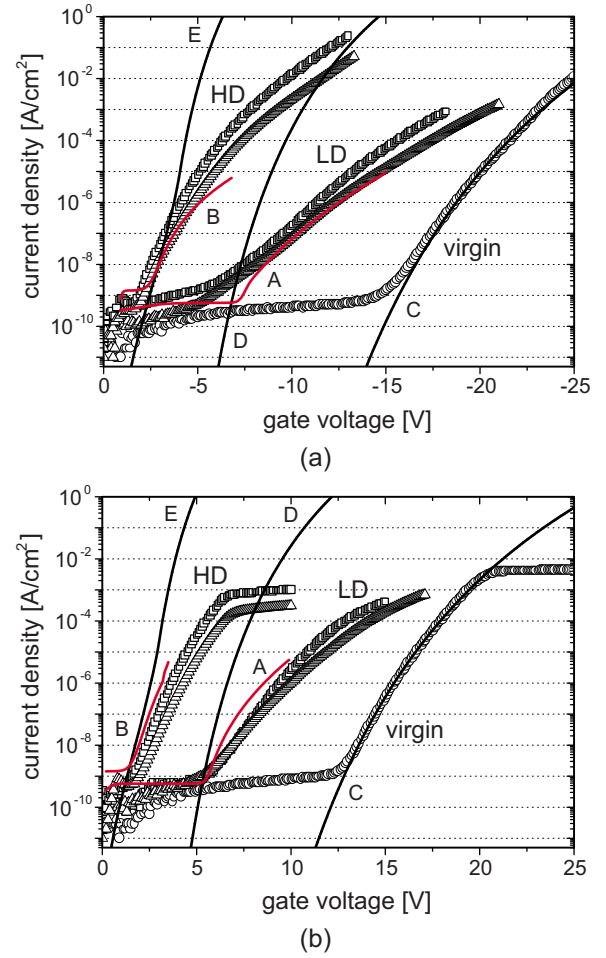 (a)
10^0
10^-2
10^-4
10^-6
10^-8
10^-10
current density [A/cm^2]
E
HD
LD
B
A
virgin
C
D
0
-5
-10
-15
-20
-25
gate voltage [V]
(a)
10^0
10^-2
10^-4
10^-6
10^-8
10^-10
current density [A/cm^2]
E
D
HD
LD
A
B
virgin
C
0
5
10
15
20
25
gate voltage [V]
(b)